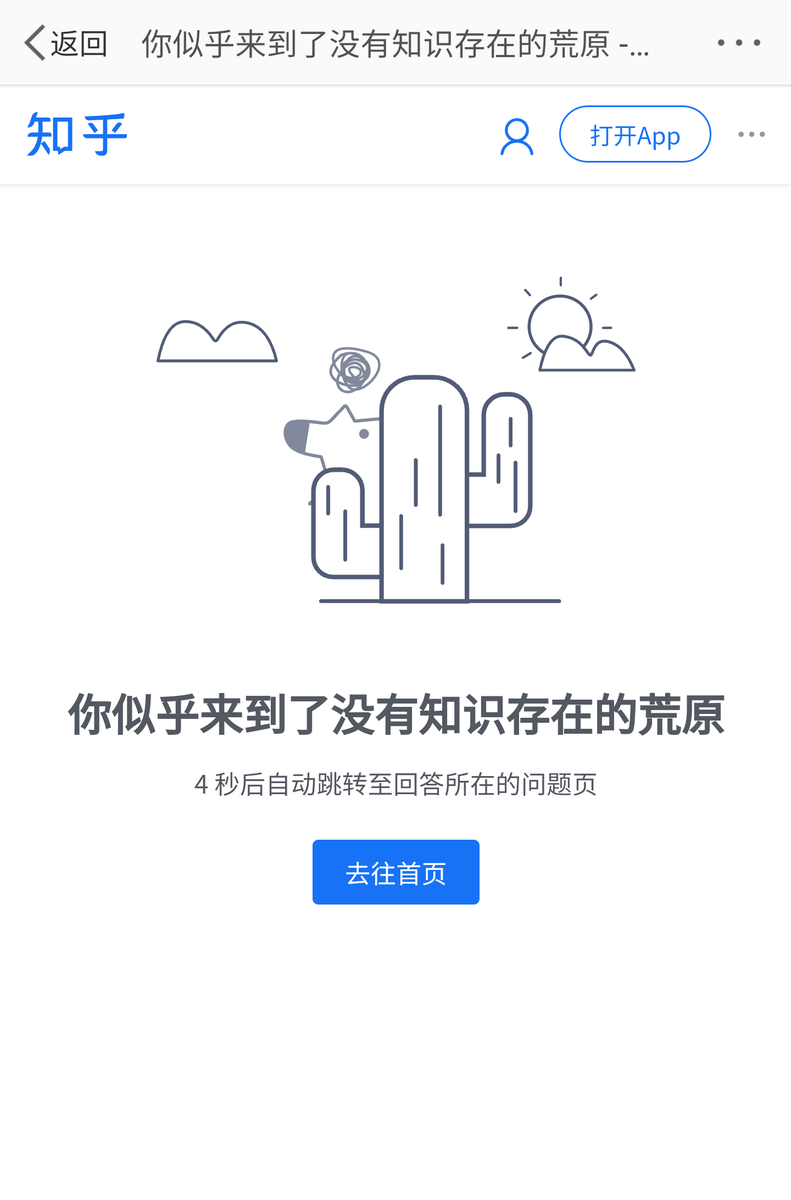 返回 你似乎来到了没有知识存在的荒原 -...
知乎 打开App
你似乎来到了没有知识存在的荒原
4 秒后自动跳转至回答所在的问题页
去往首页